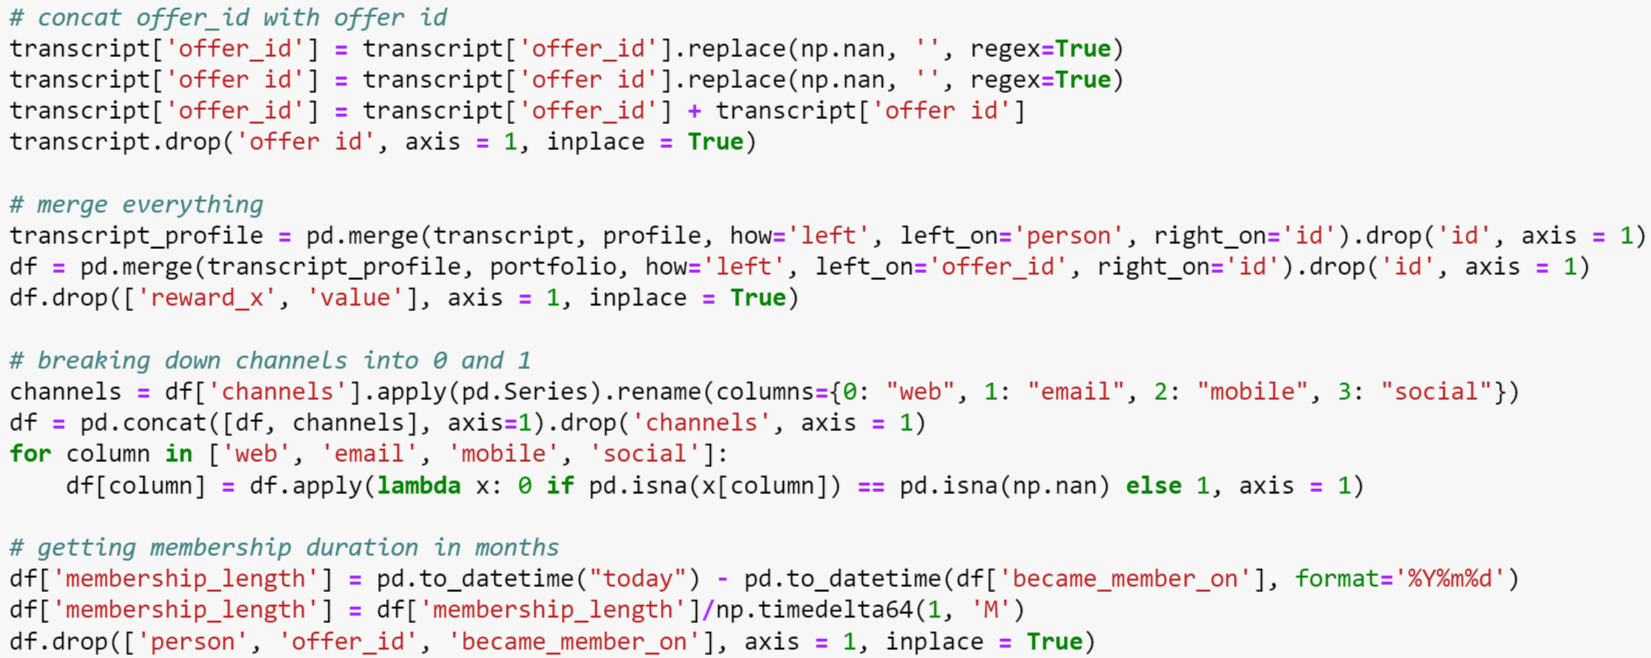 # concat offer_id with offer id
transcript['offer_id'] = transcript['offer_id'].replace(np.nan, '', regex=True)
transcript['offer id'] = transcript['offer id'].replace(np.nan, '', regex=True)
transcript['offer_id'] = transcript['offer_id'] + transcript['offer id']
transcript.drop('offer id', axis = 1, inplace = True)

# merge everything
transcript_profile = pd.merge(transcript, profile, how='left', left_on='person', right_on='id').drop('id', axis = 1)
df = pd.merge(transcript_profile, portfolio, how='left', left_on='offer_id', right_on='id').drop('id', axis = 1)
df.drop(['reward_x', 'value'], axis = 1, inplace = True)

# breaking down channels into 0 and 1
channels = df['channels'].apply(pd.Series).rename(columns={0: "web", 1: "email", 2: "mobile", 3: "social"})
df = pd.concat([df, channels], axis=1).drop('channels', axis = 1)
for column in ['web', 'email', 'mobile', 'social']:
    df[column] = df.apply(lambda x: 0 if pd.isna(x[column]) == pd.isna(np.nan) else 1, axis = 1)

# getting membership duration in months
df['membership_length'] = pd.to_datetime("today") - pd.to_datetime(df['became_member_on'], format='%Y%m%d')
df['membership_length'] = df['membership_length']/np.timedelta64(1, 'M')
df.drop(['person', 'offer_id', 'became_member_on'], axis = 1, inplace = True)